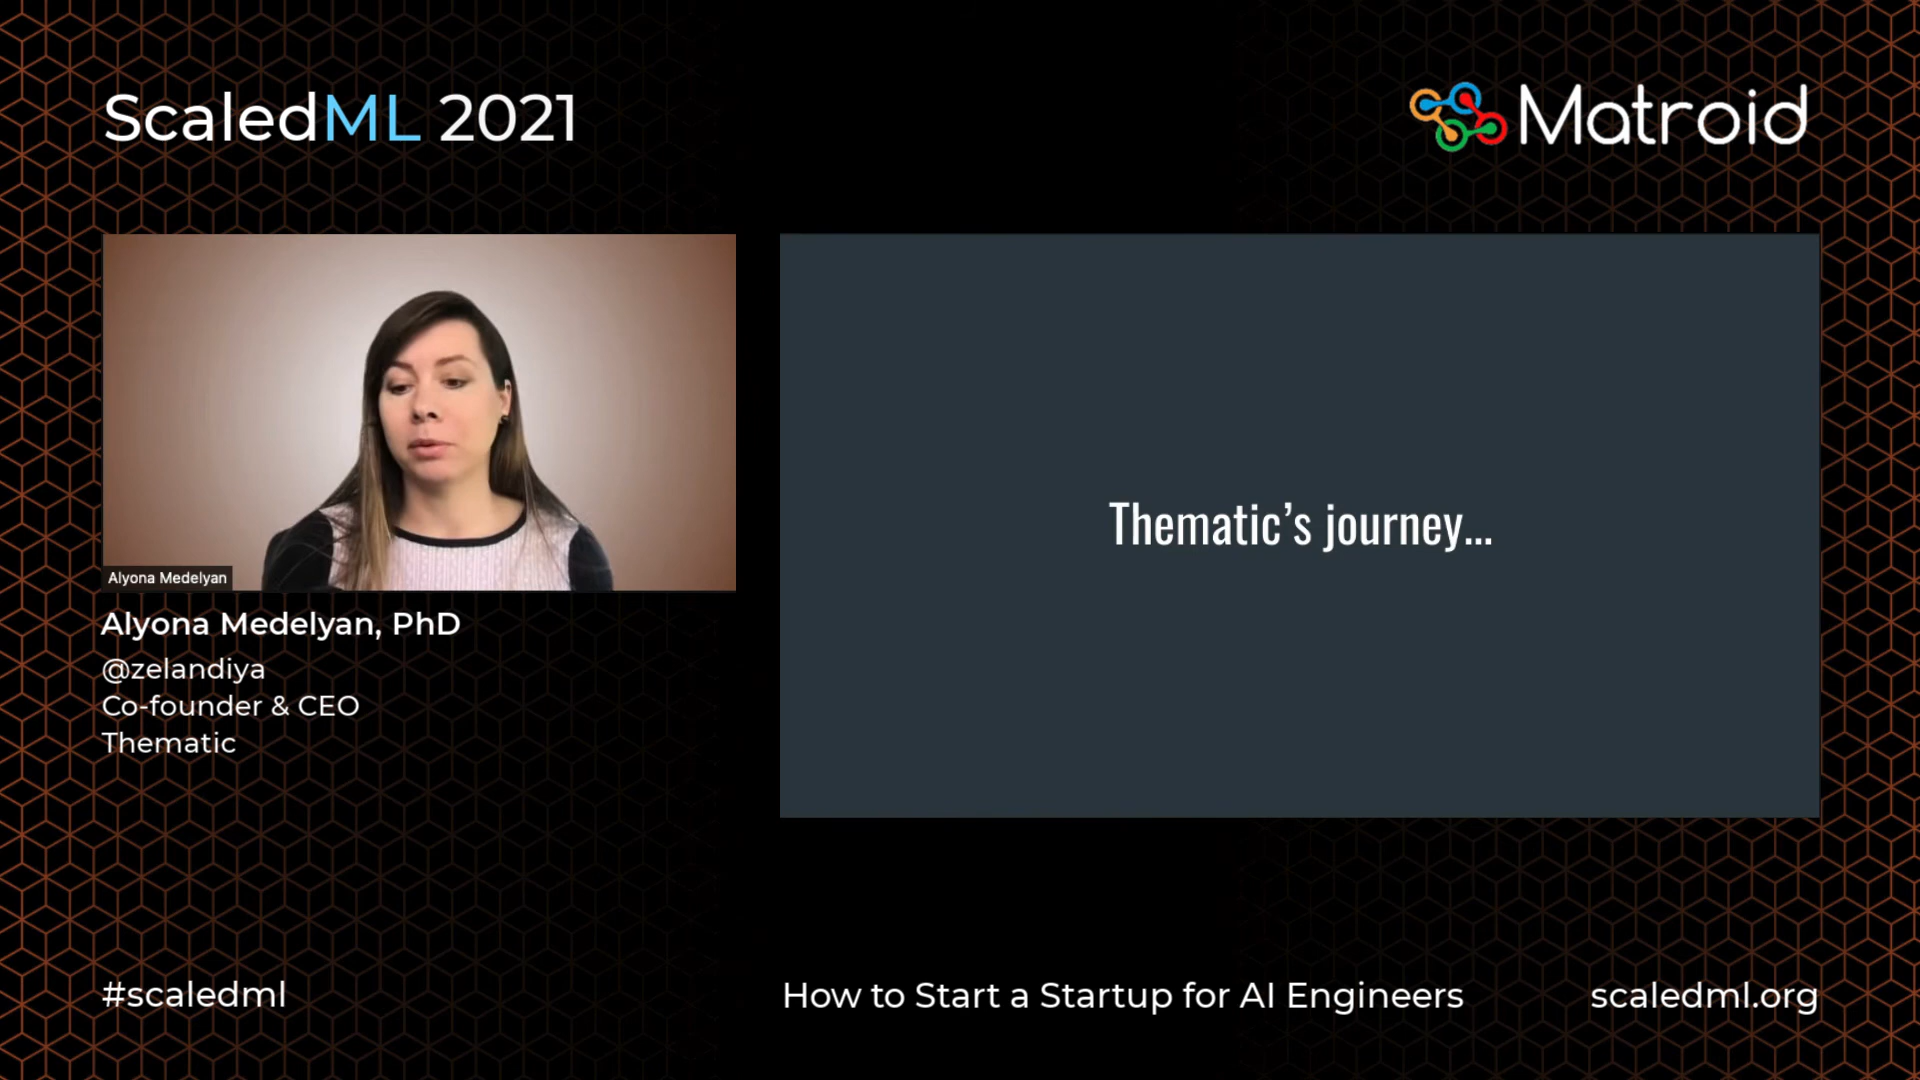 ScaledML 2021
Matroid
Alyona Medelyan
Alyona Medelyan, PhD
@zelandiya
Co-founder & CEO
Thematic
Thematic’s journey...
#scaledml
How to Start a Startup for AI Engineers
scaledml.org